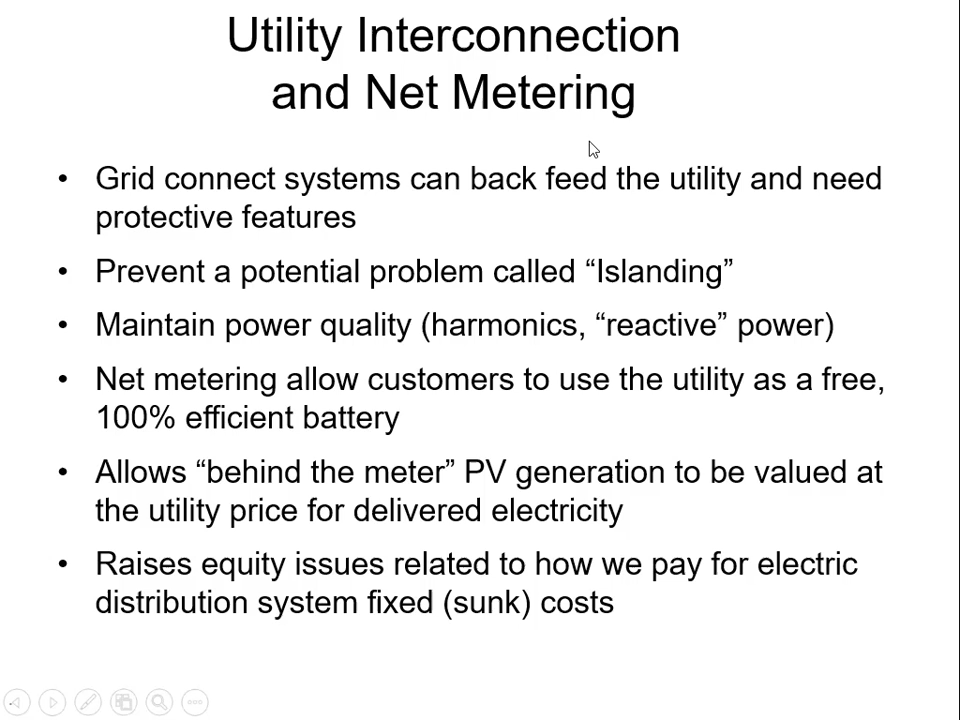 Utility Interconnection
and Net Metering
• Grid connect systems can back feed the utility and need
protective features
• Prevent a potential problem called “Islanding”
• Maintain power quality (harmonics, “reactive” power)
• Net metering allow customers to use the utility as a free,
100% efficient battery
• Allows “behind the meter” PV generation to be valued at
the utility price for delivered electricity
• Raises equity issues related to how we pay for electric
distribution system fixed (sunk) costs